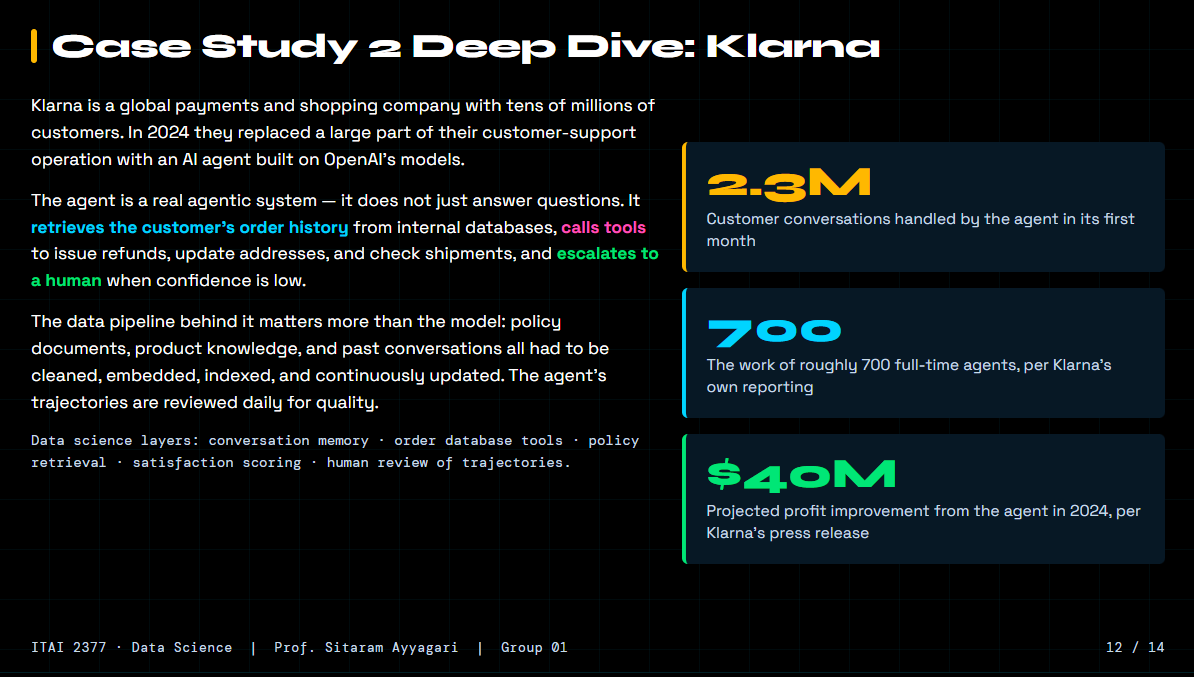 Case Study 2 Deep Dive: Klarna
Klarna is a global payments and shopping company with tens of millions of
customers. In 2024 they replaced a large part of their customer-support
operation with an AI agent built on OpenAI's models.
The agent is a real agentic system — it does not just answer questions. It
retrieves the customer's order history from internal databases, calls tools
to issue refunds, update addresses, and check shipments, and escalates to
a human when confidence is low.
The data pipeline behind it matters more than the model: policy
documents, product knowledge, and past conversations all had to be
cleaned, embedded, indexed, and continuously updated. The agent's
trajectories are reviewed daily for quality.
Data science layers: conversation memory · order database tools · policy
retrieval · satisfaction scoring · human review of trajectories.
2.3M
Customer conversations handled by the agent in its first
month
700
The work of roughly 700 full-time agents, per Klarna's
own reporting
$40M
Projected profit improvement from the agent in 2024, per
Klarna's press release
ITAI 2377 · Data Science | Prof. Sitaram Ayyagari | Group 01
12 / 14